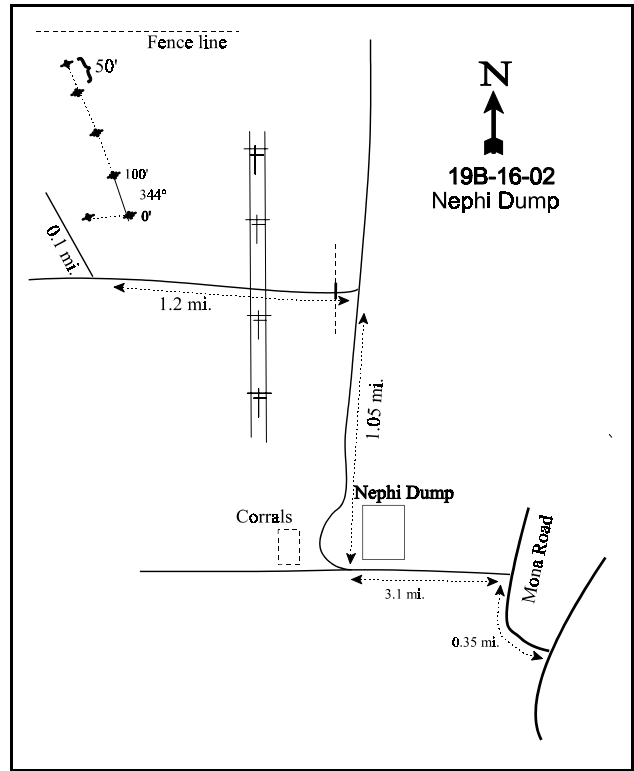 Fence line
50'
N
100'
344°
0'
19B-16-02
Nephi Dump
0.1 mi.
1.2 mi.
1.05 mi.
Nephi Dump
Corrals
Mona Road
3.1 mi.
0.35 mi.